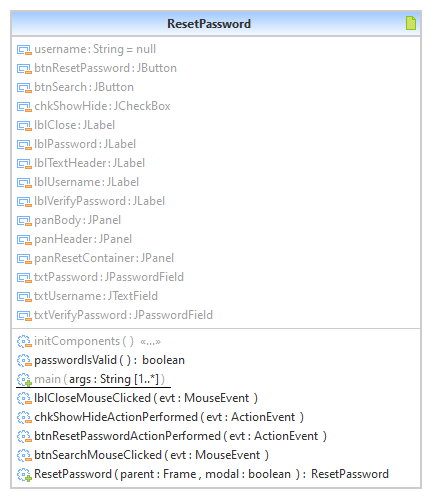 ResetPassword
username : String = null
btnResetPassword : JButton
btnSearch : JButton
chkShowHide : JCheckBox
lblClose : JLabel
lblPassword : JLabel
lblTextHeader : JLabel
lblUsername : JLabel
lblVerifyPassword : JLabel
panBody : JPanel
panHeader : JPanel
panResetContainer : JPanel
txtPassword : JPasswordField
txtUsername : JTextField
txtVerifyPassword : JPasswordField
initComponents ( ) «...»
passwordIsValid ( ) : boolean
main ( args : String [1..*] )
lblCloseMouseClicked ( evt : MouseEvent )
chkShowHideActionPerformed ( evt : ActionEvent )
btnResetPasswordActionPerformed ( evt : ActionEvent )
btnSearchMouseClicked ( evt : MouseEvent )
ResetPassword ( parent : Frame , modal : boolean ) : ResetPassword